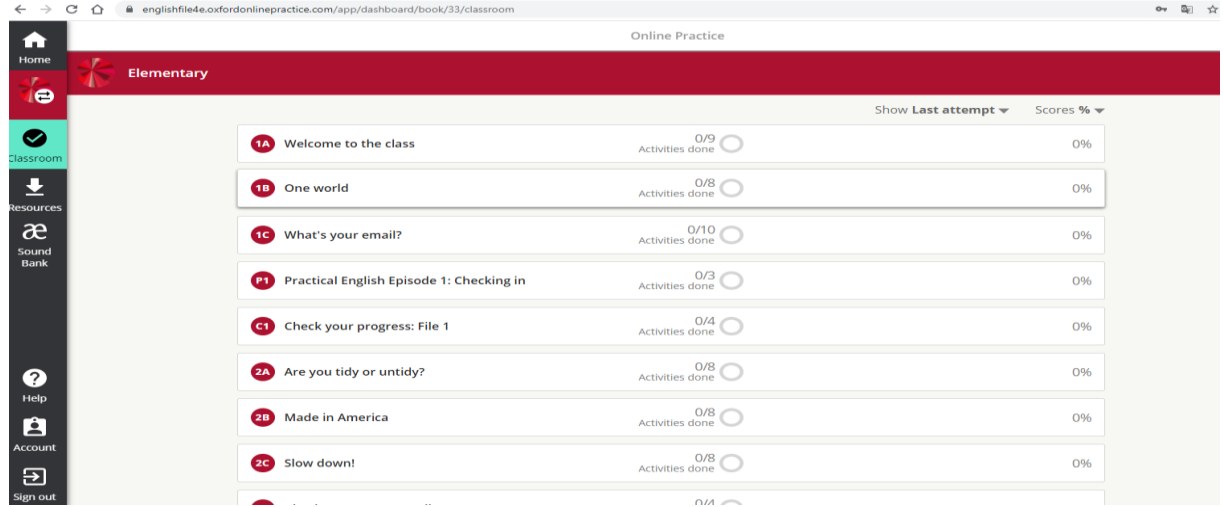 englishfile4e.oxfordonlinepractice.com/app/dashboard/book/33/classroom
Online Practice
Home
Elementary
Show Last attempt
Scores %
Classroom
Resources
æ
Sound
Bank
Help
Account
Sign out
1A Welcome to the class 0/9 Activities done 0%
1B One world 0/8 Activities done 0%
1C What's your email? 0/10 Activities done 0%
P1 Practical English Episode 1: Checking in 0/3 Activities done 0%
C1 Check your progress: File 1 0/4 Activities done 0%
2A Are you tidy or untidy? 0/8 Activities done 0%
2B Made in America 0/8 Activities done 0%
2C Slow down! 0/8 Activities done 0%
0/4